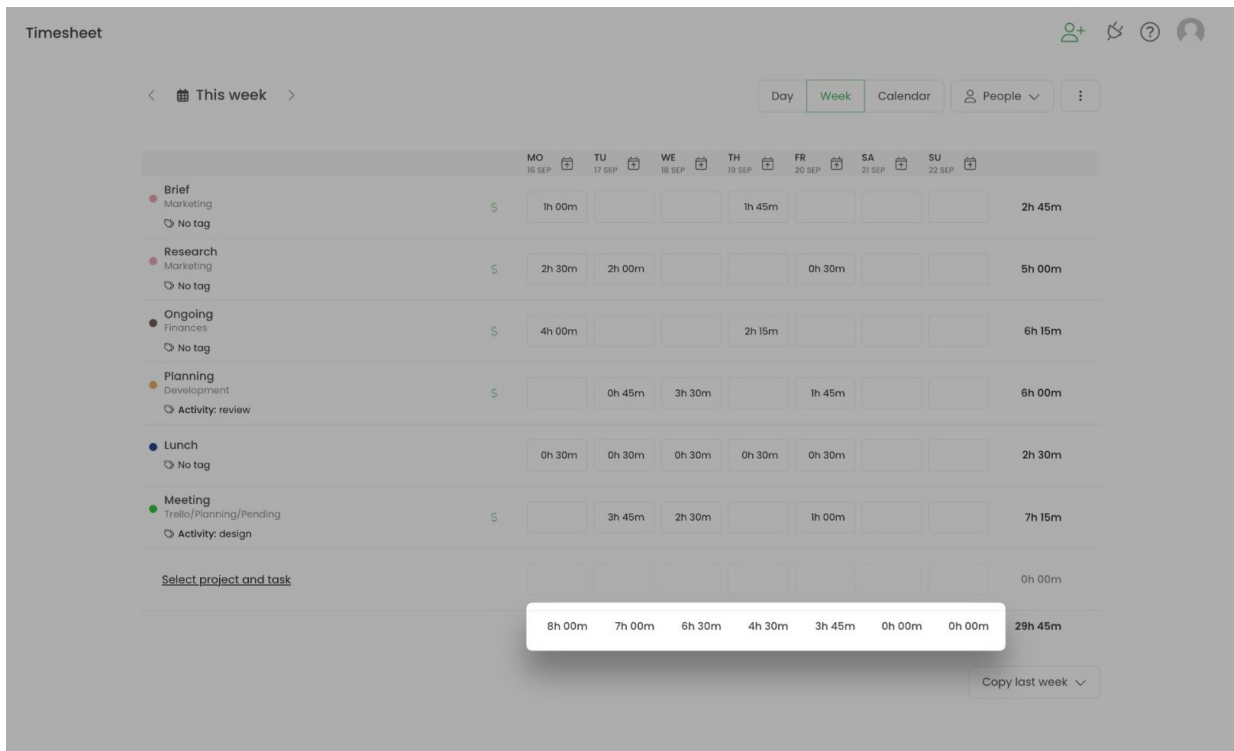 Timesheet
This week
Day Week Calendar People
MO TU WE TH FR SA SU
16 SEP 17 SEP 18 SEP 19 SEP 20 SEP 21 SEP 22 SEP
Brief
Marketing
$ 1h 00m 1h 45m 2h 45m
No tag
Research
Marketing
$ 2h 30m 2h 00m 0h 30m 5h 00m
No tag
Ongoing
Finances
$ 4h 00m 2h 15m 6h 15m
No tag
Planning
Development
$ 0h 45m 3h 30m 1h 45m 6h 00m
Activity: review
Lunch
0h 30m 0h 30m 0h 30m 0h 30m 0h 30m 2h 30m
No tag
Meeting
Trello/Planning/Pending
$ 3h 45m 2h 30m 1h 00m 7h 15m
Activity: design
Select project and task 0h 00m
8h 00m 7h 00m 6h 30m 4h 30m 3h 45m 0h 00m 0h 00m 29h 45m
Copy last week